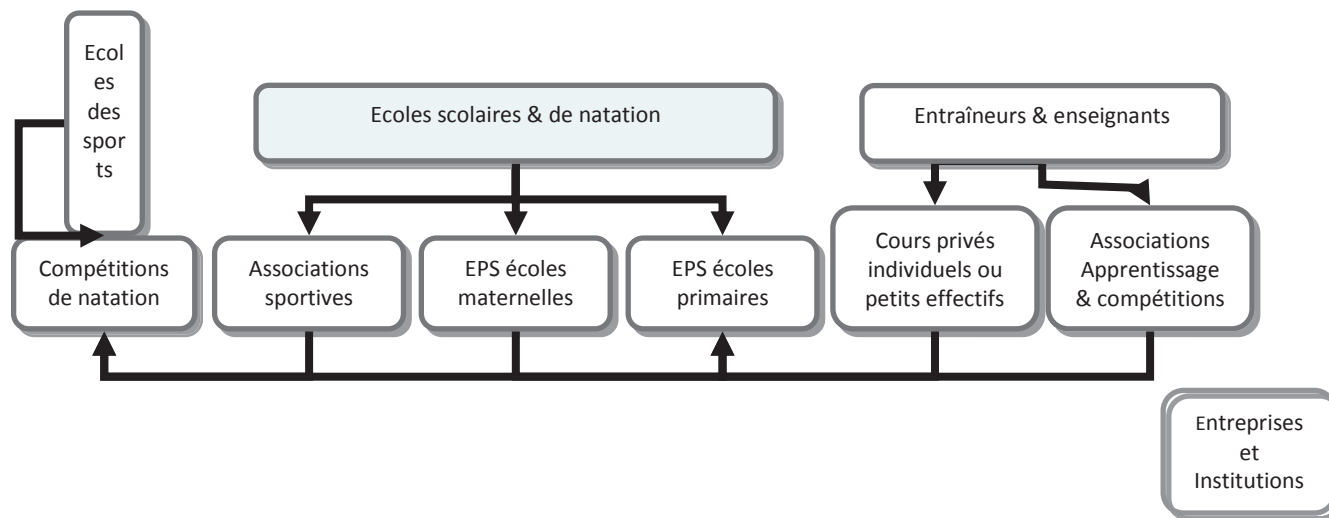 Ecol
es
des
spor
ts
Ecoles scolaires & de natation
Entraîneurs & enseignants
Compétitions
de natation
Associations
sportives
EPS écoles
maternelles
EPS écoles
primaires
Cours privés
individuels ou
petits effectifs
Associations
Apprentissage
& compétitions
Entreprises
et
Institutions